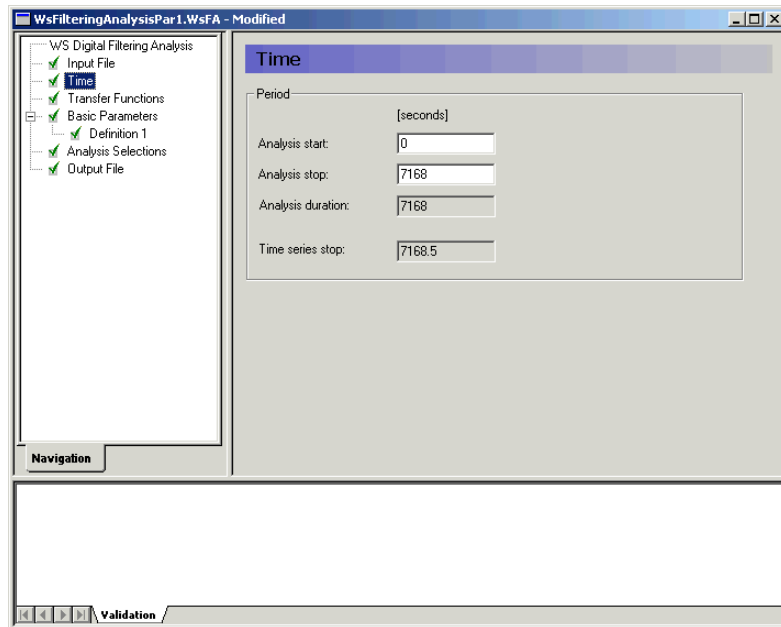 WsFilteringAnalysisPar1.WsFA - Modified
WS Digital Filtering Analysis
Input File
Time
Transfer Functions
Basic Parameters
Definition 1
Analysis Selections
Output File
Navigation
Time
Period
[seconds]
Analysis start: 0
Analysis stop: 7168
Analysis duration: 7168
Time series stop: 7168.5
Validation